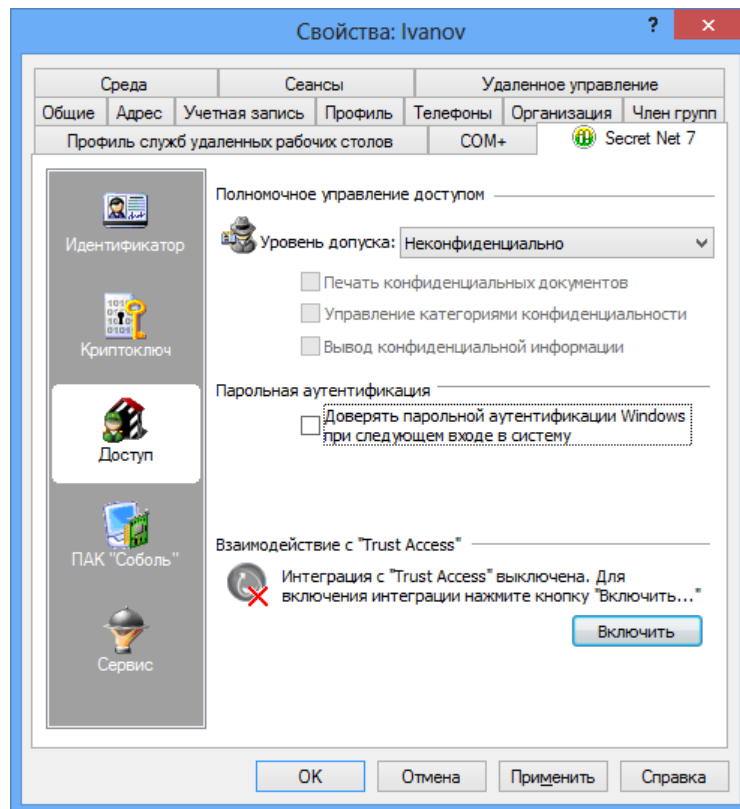 Свойства: Ivanov
?
Среда Сеансы Удаленное управление
Общие Адрес Учетная запись Профиль Телефоны Организация Член групп
Профиль служб удаленных рабочих столов COM+ Secret Net 7
Идентификатор
Криптоключ
Доступ
ПАК "Соболь"
Сервис
Полномочное управление доступом
Уровень допуска: Неконфиденциально
Печать конфиденциальных документов
Управление категориями конфиденциальности
Вывод конфиденциальной информации
Парольная аутентификация
Доверять парольной аутентификации Windows
при следующем входе в систему
Взаимодействие с "Trust Access"
Интеграция с "Trust Access" выключена. Для
включения интеграции нажмите кнопку "Включить..."
Включить
OK Отмена Применить Справка